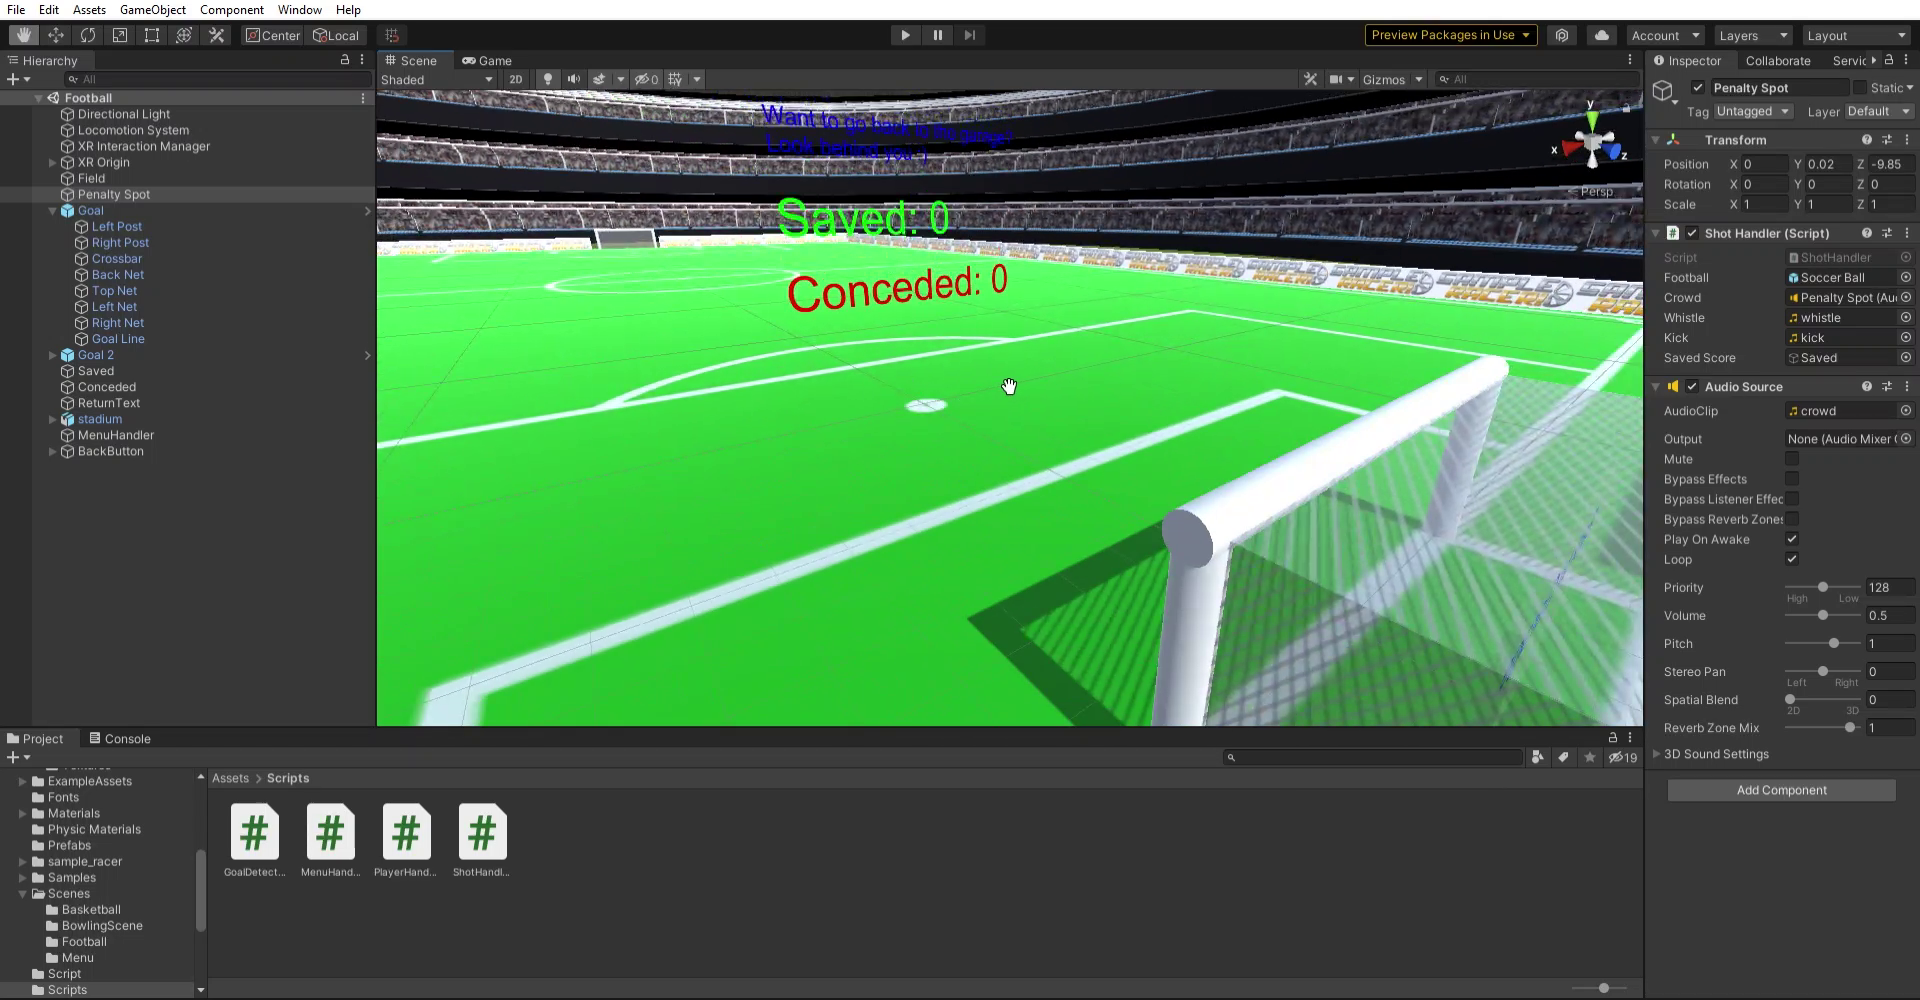 File Edit Assets GameObject Component Window Help
Center Local
Preview Packages in Use Account Layers Layout
Hierarchy
All
Football
Directional Light
Locomotion System
XR Interaction Manager
XR Origin
Field
Penalty Spot
Goal
Left Post
Right Post
Crossbar
Back Net
Top Net
Left Net
Right Net
Goal Line
Goal 2
Saved
Conceded
ReturnText
stadium
MenuHandler
BackButton
Scene Game
Shaded 2D 0 Gizmos All
Want to go back to the garage?
Look behind you :)
Saved: 0
Conceded: 0
y
x z
Persp
Inspector Collaborate Servic
Penalty Spot Static
Tag Untagged Layer Default
Transform
Position X 0 Y 0.02 Z -9.85
Rotation X 0 Y 0 Z 0
Scale X 1 Y 1 Z 1
# Shot Handler (Script)
Script ShotHandler
Football Soccer Ball
Crowd Penalty Spot (Au
Whistle whistle
Kick kick
Saved Score Saved
Audio Source
AudioClip crowd
Output None (Audio Mixer
Mute
Bypass Effects
Bypass Listener Effec
Bypass Reverb Zones
Play On Awake
Loop
Priority 128
High Low
Volume 0.5
Pitch 1
Stereo Pan 0
Left Right
Spatial Blend 0
2D 3D
Reverb Zone Mix 1
3D Sound Settings
Add Component
Project Console
19
ExampleAssets
Fonts
Materials
Physic Materials
Prefabs
sample_racer
Samples
Scenes
Basketball
BowlingScene
Football
Menu
Script
Scripts
Assets > Scripts
# # # #
GoalDetect... MenuHand... PlayerHand... ShotHandl...